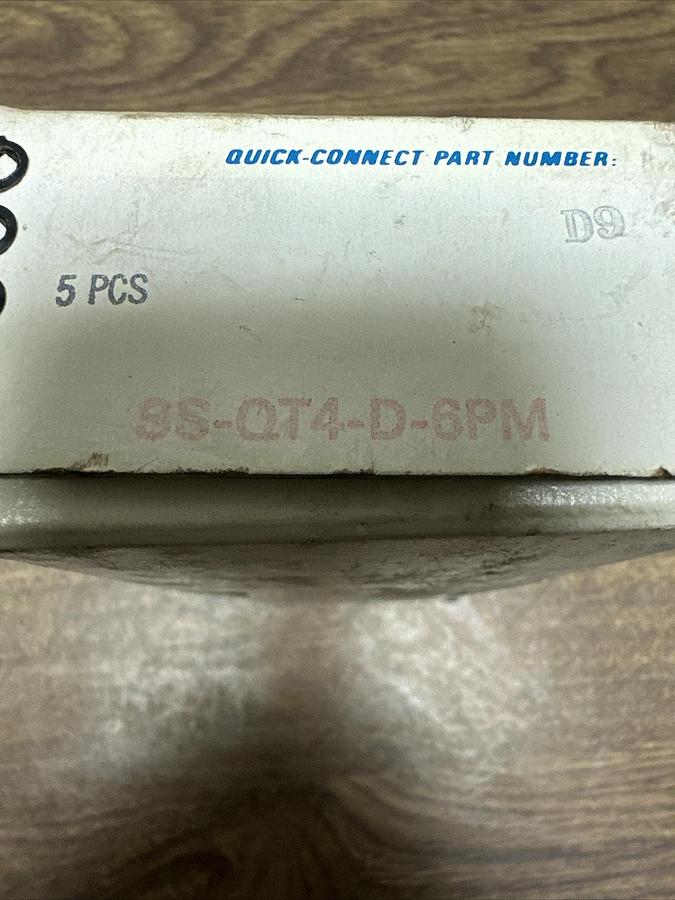 QUICK-CONNECT PART NUMBER:
D9
5 PCS
SS-QT4-D-6PM